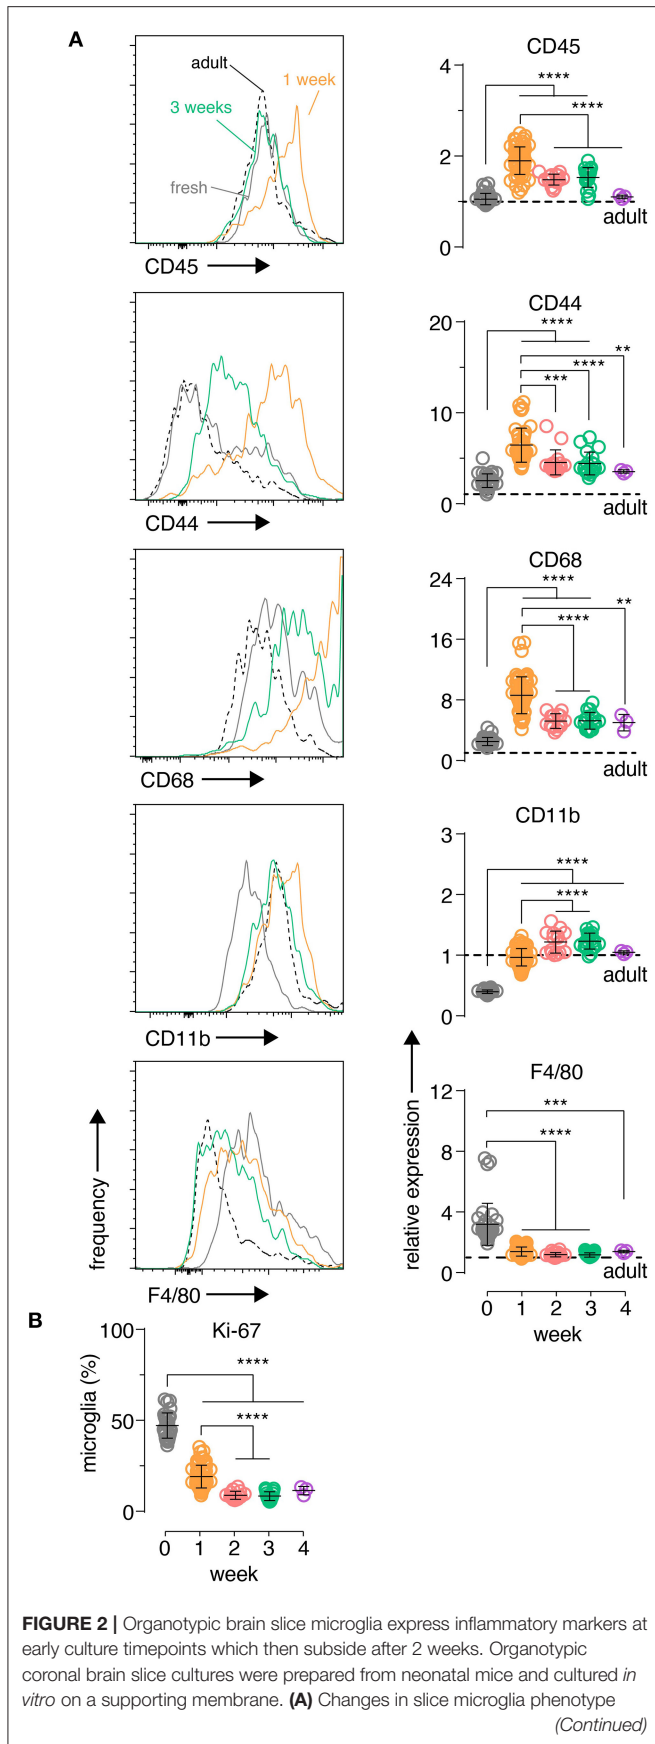 A
adult
1 week
3 weeks
fresh
CD45
CD45
4
2
0
****
****
adult
CD44
CD44
20
10
0
****
**
****
***
adult
CD68
CD68
24
16
8
0
****
**
****
adult
CD11b
CD11b
3
2
1
0
****
****
adult
frequency
F4/80
relative expression
F4/80
12
8
4
0
***
****
adult
0 1 2 3 4
week
B
Ki-67
microglia (%)
100
50
0
****
****
0 1 2 3 4
week
FIGURE 2 | Organotypic brain slice microglia express inflammatory markers at
early culture timepoints which then subside after 2 weeks. Organotypic
coronal brain slice cultures were prepared from neonatal mice and cultured in
vitro on a supporting membrane. (A) Changes in slice microglia phenotype
(Continued)